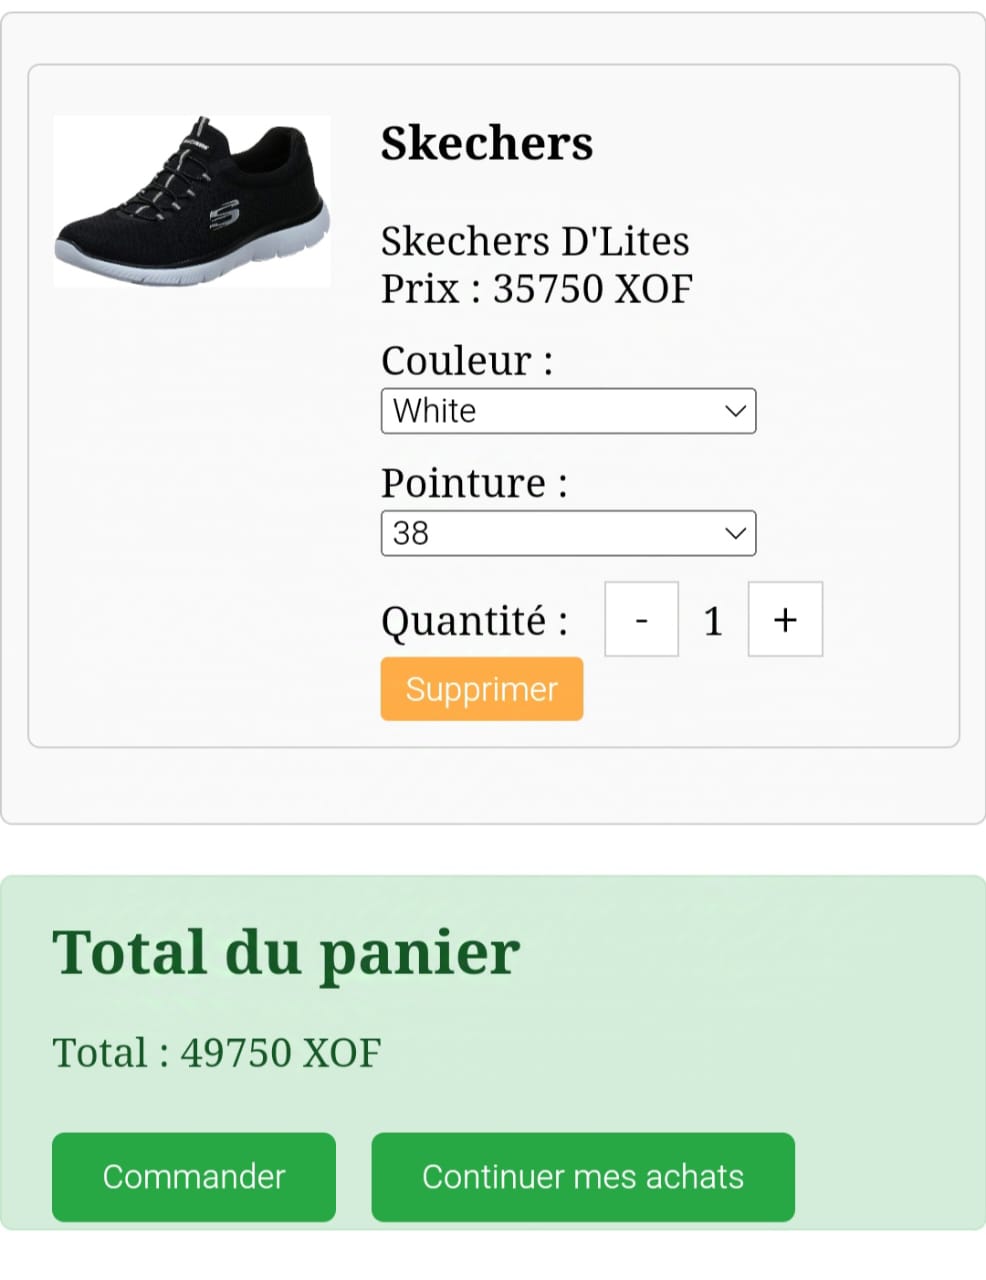 Skechers
Skechers D'Lites
Prix : 35750 XOF
Couleur :
White
Pointure :
38
Quantité : - 1 +
Supprimer
Total du panier
Total : 49750 XOF
Commander Continuer mes achats